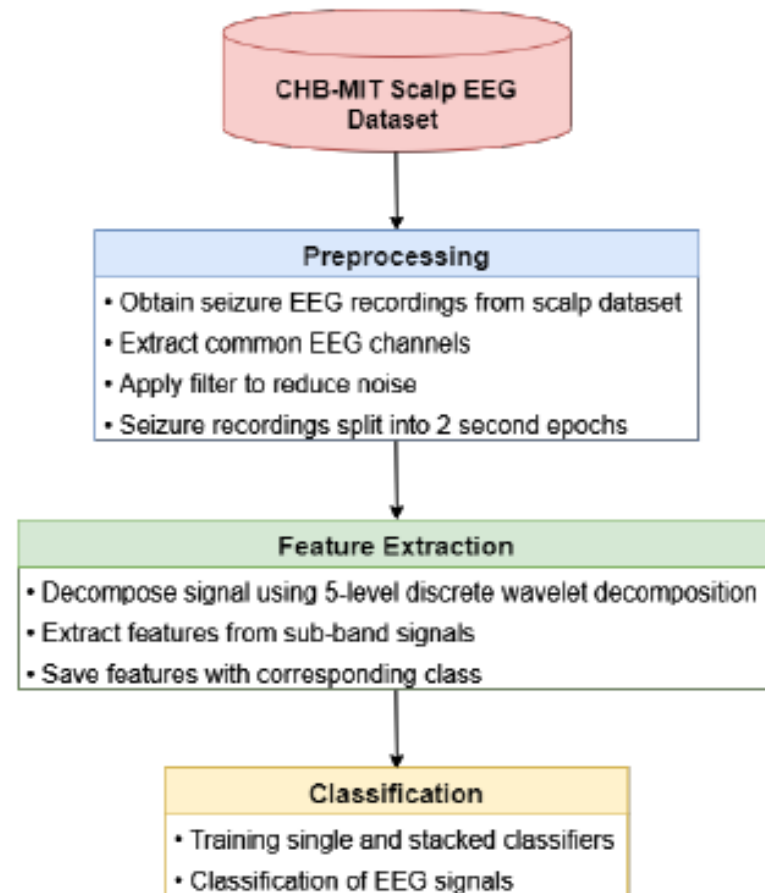 CHB-MIT Scalp EEG
Dataset
Preprocessing
• Obtain seizure EEG recordings from scalp dataset
• Extract common EEG channels
• Apply filter to reduce noise
• Seizure recordings split into 2 second epochs
Feature Extraction
• Decompose signal using 5-level discrete wavelet decomposition
• Extract features from sub-band signals
• Save features with corresponding class
Classification
• Training single and stacked classifiers
• Classification of EEG signals